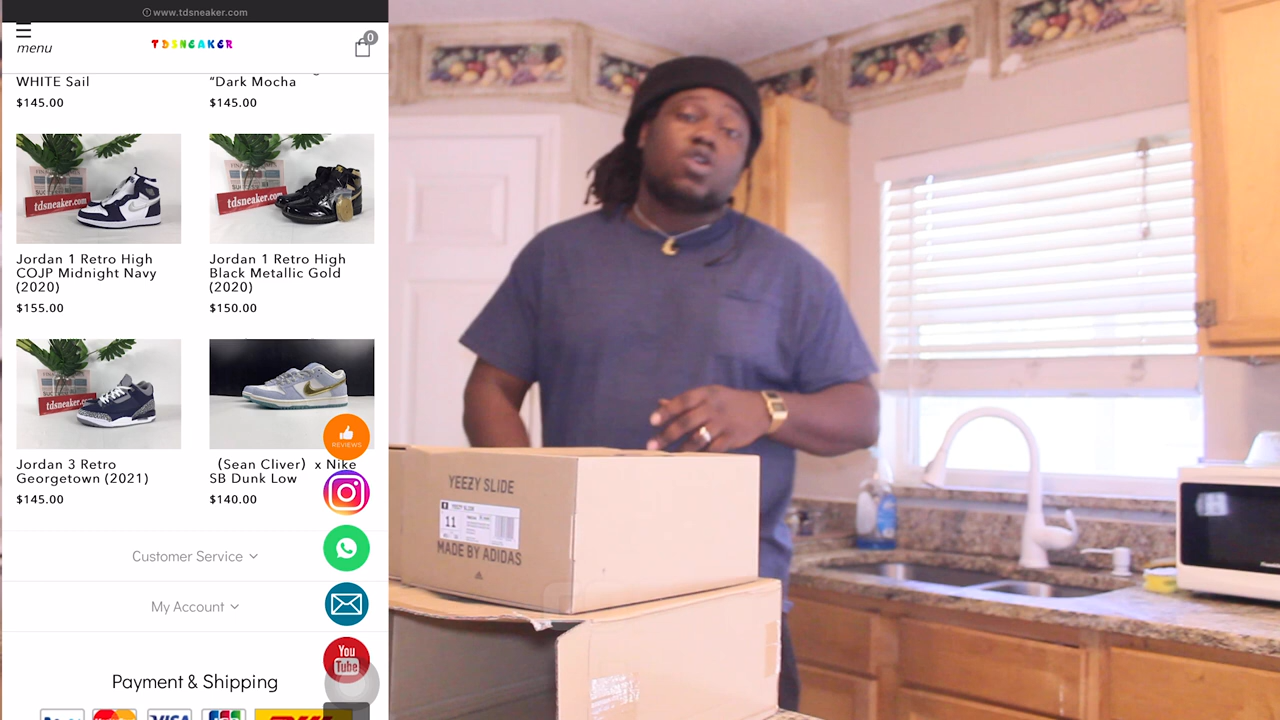 www.tdsneaker.com
menu
TDSNEAKER
0
WHITE Sail
$145.00
“Dark Mocha
$145.00
tdsneaker.com
tdsneaker.com
Jordan 1 Retro High
COJP Midnight Navy
(2020)
$155.00
Jordan 1 Retro High
Black Metallic Gold
(2020)
$150.00
tdsneaker.com
Jordan 3 Retro
Georgetown (2021)
$145.00
（Sean Cliver）x Nike
SB Dunk Low
$140.00
REVIEWS
Customer Service
My Account
You
Tube
Payment & Shipping
VISA
YEEZY SLIDE
11
MADE BY ADIDAS